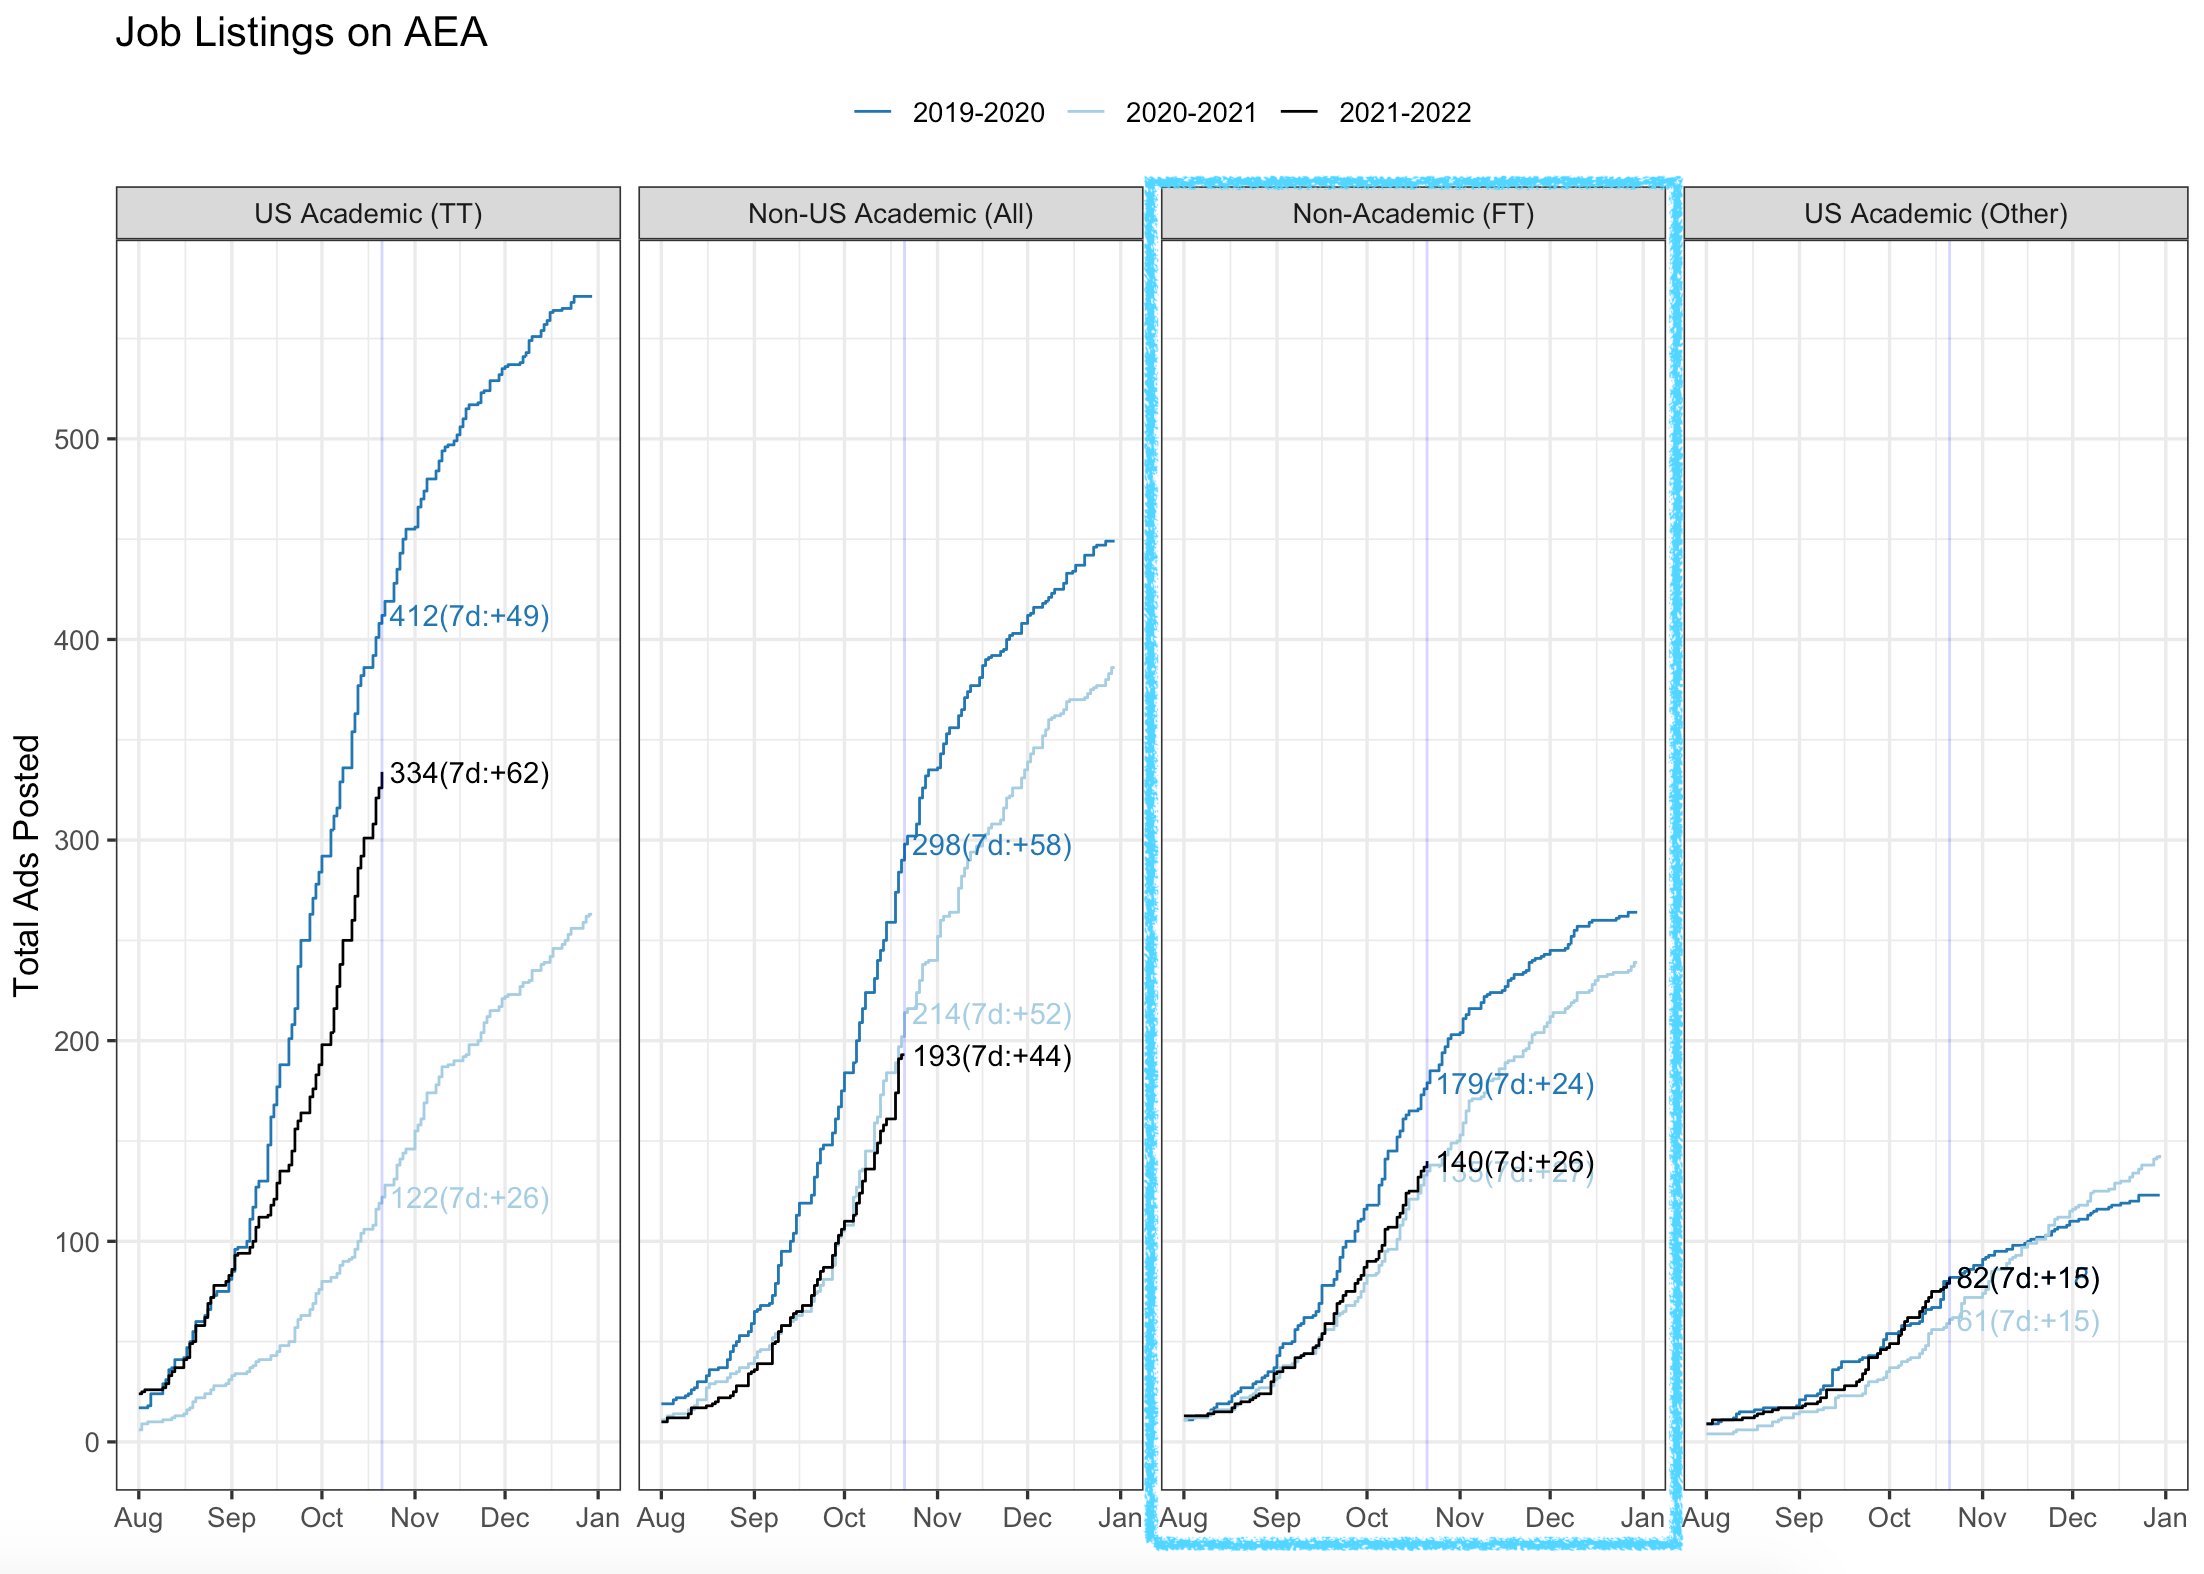 Job Listings on AEA
2019-2020 2020-2021 2021-2022
US Academic (TT) Non-US Academic (All) Non-Academic (FT) US Academic (Other)
Total Ads Posted
500
400
300
200
100
0
412(7d:+49)
334(7d:+62)
122(7d:+26)
298(7d:+58)
214(7d:+52)
193(7d:+44)
179(7d:+24)
140(7d:+26)
61(7d:+15)
Aug Sep Oct Nov Dec Jan Aug Sep Oct Nov Dec Jan Aug Sep Oct Nov Dec Jan Aug Sep Oct Nov Dec Jan